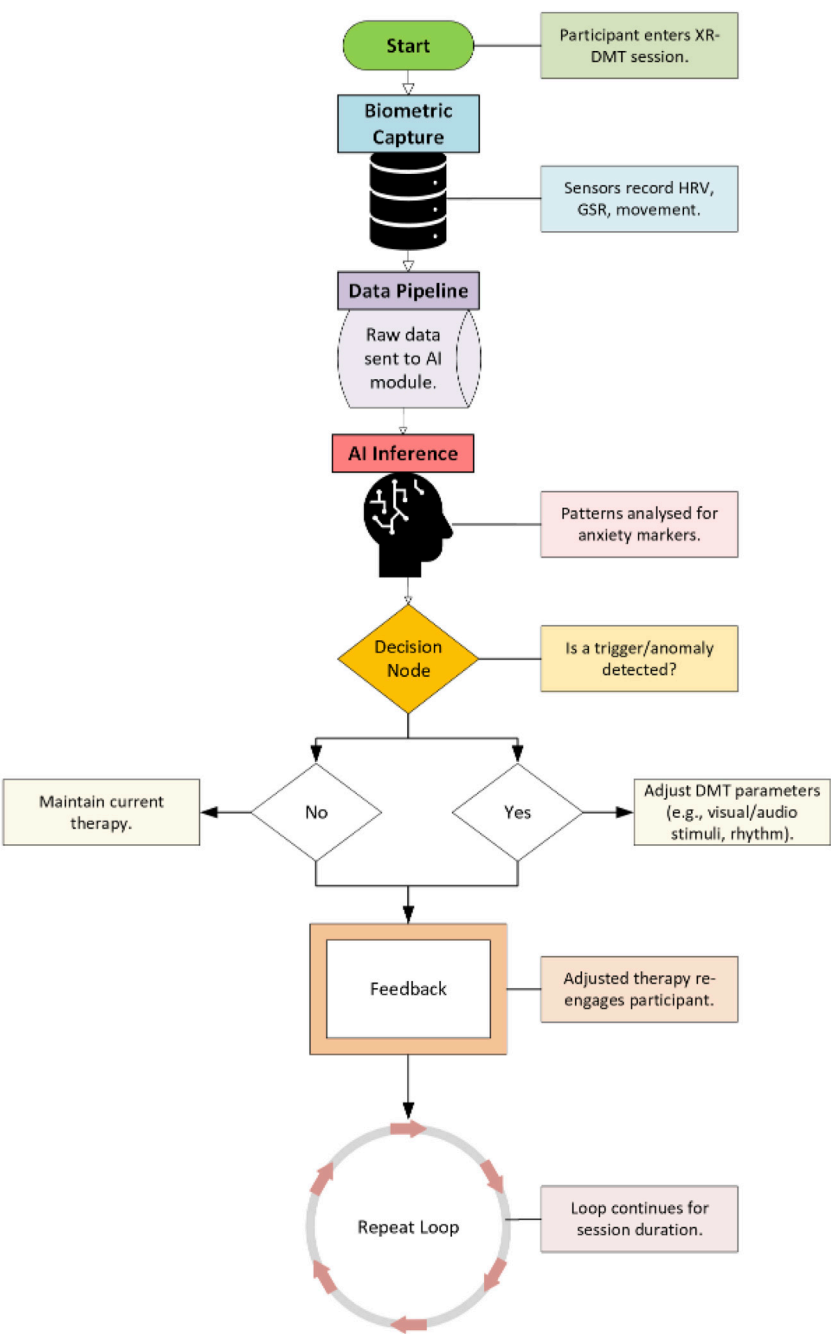 Start
Participant enters XR-
DMT session.
Biometric
Capture
Sensors record HRV,
GSR, movement.
Data Pipeline
Raw data
sent to AI
module.
AI Inference
Patterns analysed for
anxiety markers.
Decision
Node
Is a trigger/anomaly
detected?
Maintain current
therapy.
No
Yes
Adjust DMT parameters
(e.g., visual/audio
stimuli, rhythm).
Feedback
Adjusted therapy re-
engages participant.
Repeat Loop
Loop continues for
session duration.